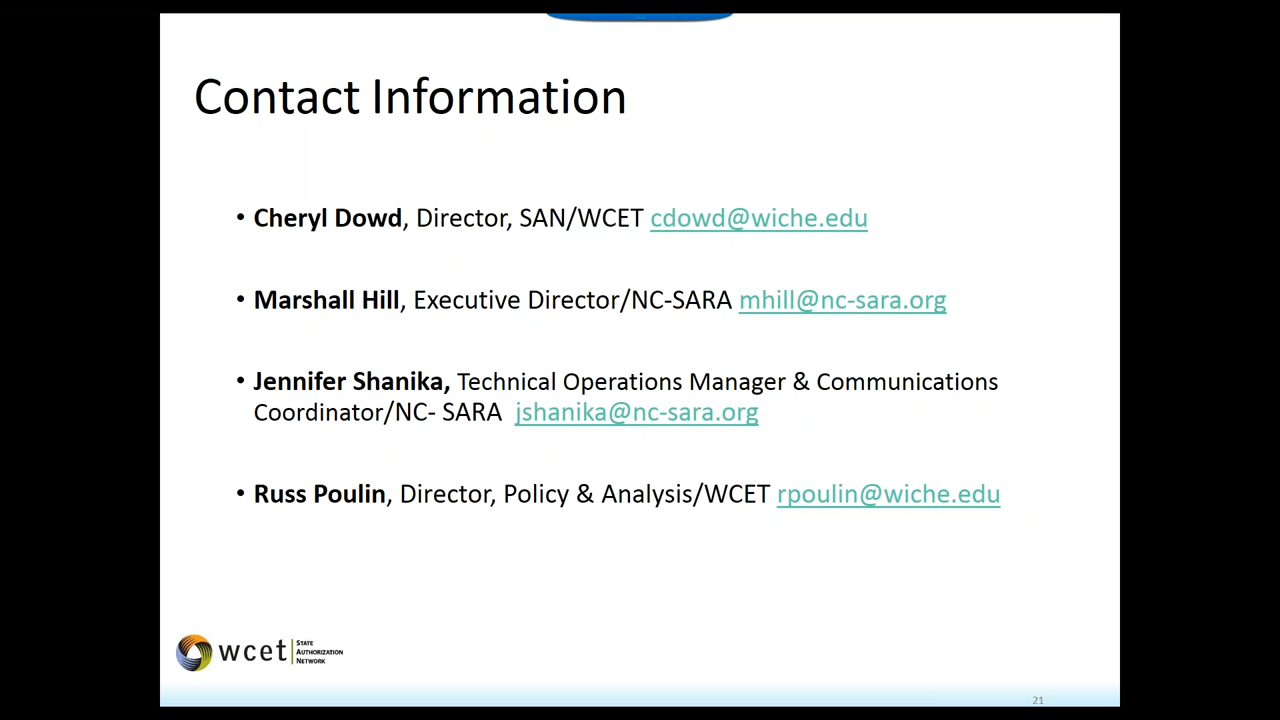 Contact Information
• Cheryl Dowd, Director, SAN/WCET cdowd@wiche.edu
• Marshall Hill, Executive Director/NC-SARA mhill@nc-sara.org
• Jennifer Shanika, Technical Operations Manager & Communications
Coordinator/NC- SARA jshanika@nc-sara.org
• Russ Poulin, Director, Policy & Analysis/WCET rpoulin@wiche.edu
wcet
STATE
AUTHORIZATION
NETWORK
21